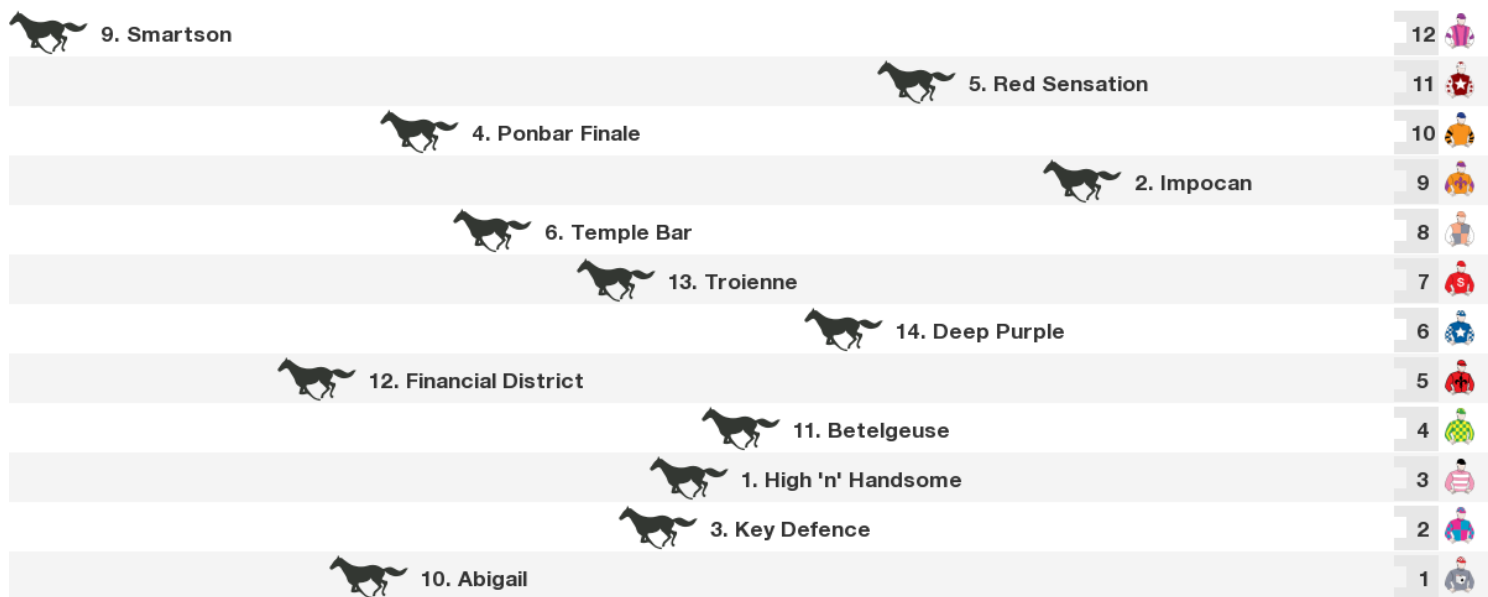 9. Smartson 12
5. Red Sensation 11
4. Ponbar Finale 10
2. Impocan 9
6. Temple Bar 8
13. Troienne 7
S
14. Deep Purple 6
12. Financial District 5
11. Betelgeuse 4
1. High 'n' Handsome 3
3. Key Defence 2
10. Abigail 1